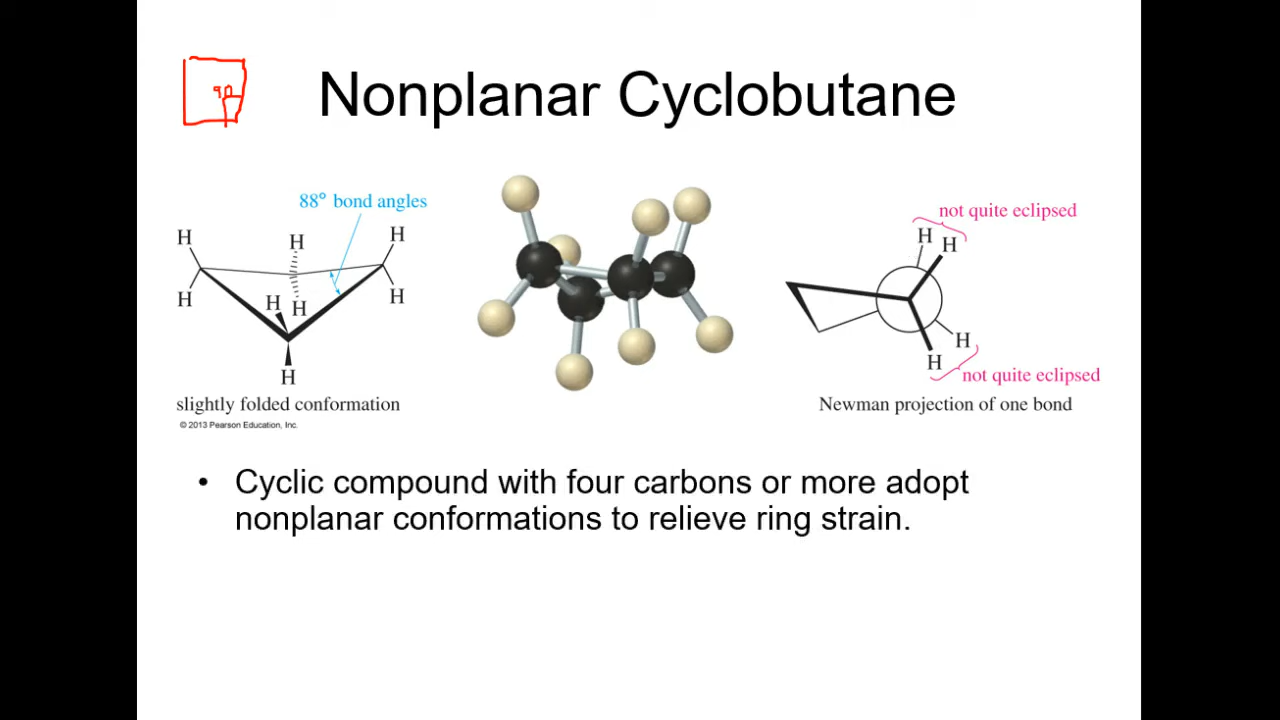 90
Nonplanar Cyclobutane
88° bond angles
H
H
H
H
H
H
H
H
slightly folded conformation
© 2013 Pearson Education, Inc.
not quite eclipsed
H
H
H
H
not quite eclipsed
Newman projection of one bond
• Cyclic compound with four carbons or more adopt
nonplanar conformations to relieve ring strain.